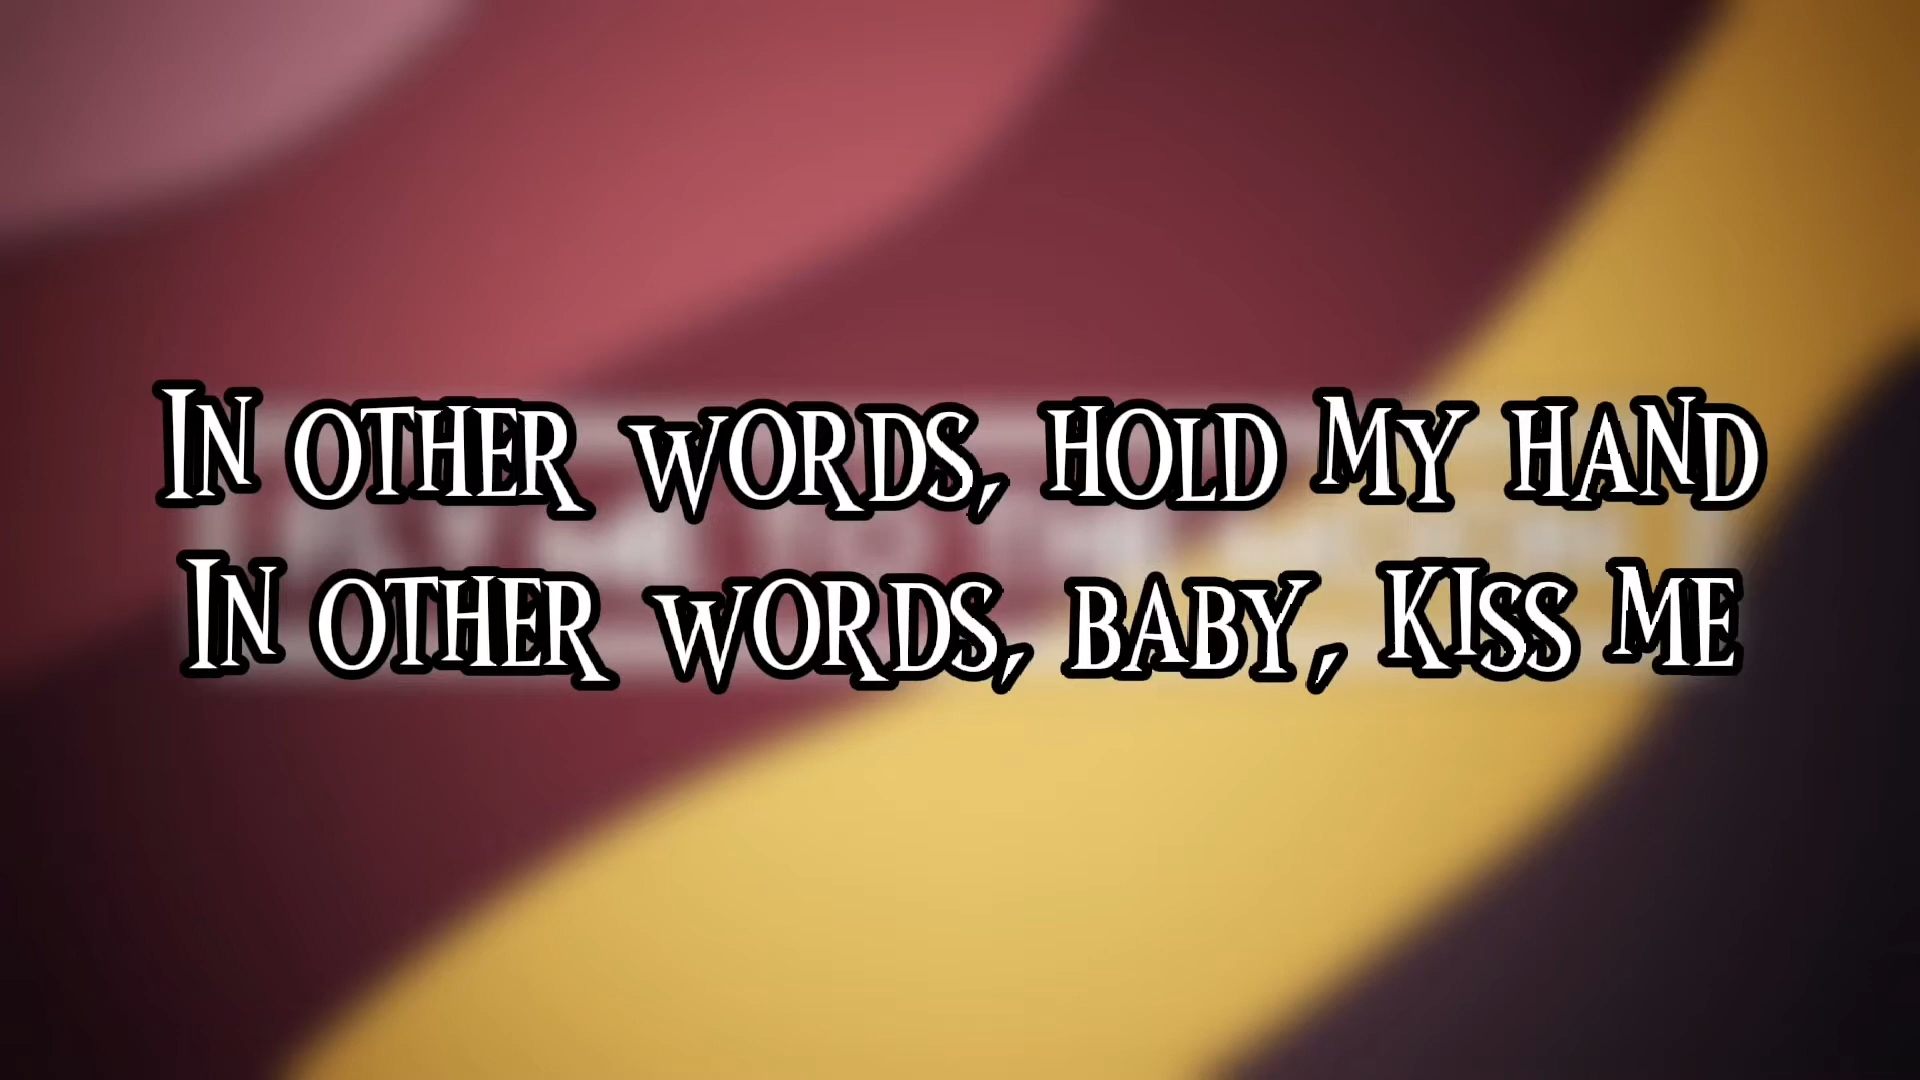 In other words, hold my hand
In other words, baby, kiss me